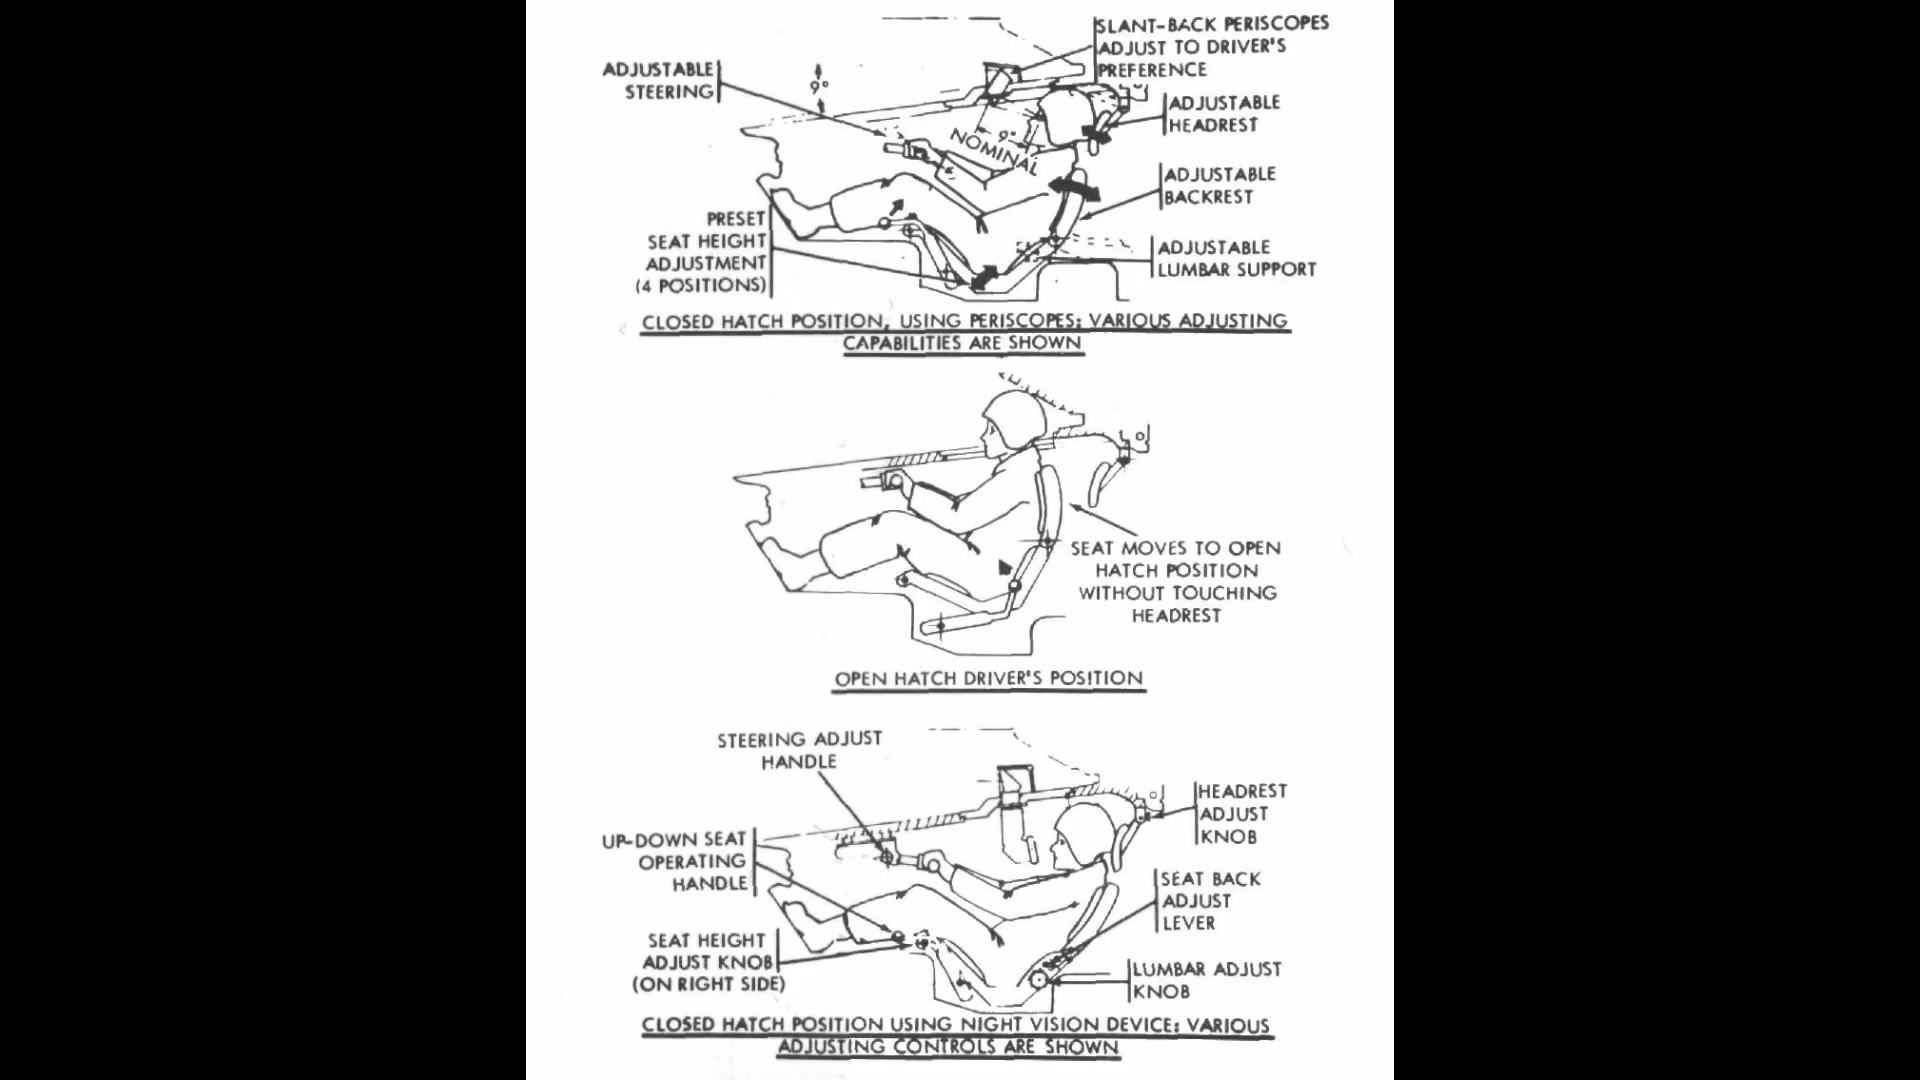 SLANT-BACK PERISCOPES
ADJUST TO DRIVER'S
PREFERENCE
ADJUSTABLE
STEERING
9°
ADJUSTABLE
HEADREST
9°
NOMINAL
ADJUSTABLE
BACKREST
PRESET
SEAT HEIGHT
ADJUSTMENT
(4 POSITIONS)
ADJUSTABLE
LUMBAR SUPPORT
CLOSED HATCH POSITION, USING PERISCOPES; VARIOUS ADJUSTING
CAPABILITIES ARE SHOWN
SEAT MOVES TO OPEN
HATCH POSITION
WITHOUT TOUCHING
HEADREST
OPEN HATCH DRIVER'S POSITION
STEERING ADJUST
HANDLE
HEADREST
ADJUST
KNOB
UP-DOWN SEAT
OPERATING
HANDLE
SEAT BACK
ADJUST
LEVER
SEAT HEIGHT
ADJUST KNOB
(ON RIGHT SIDE)
LUMBAR ADJUST
KNOB
CLOSED HATCH POSITION USING NIGHT VISION DEVICE; VARIOUS
ADJUSTING CONTROLS ARE SHOWN